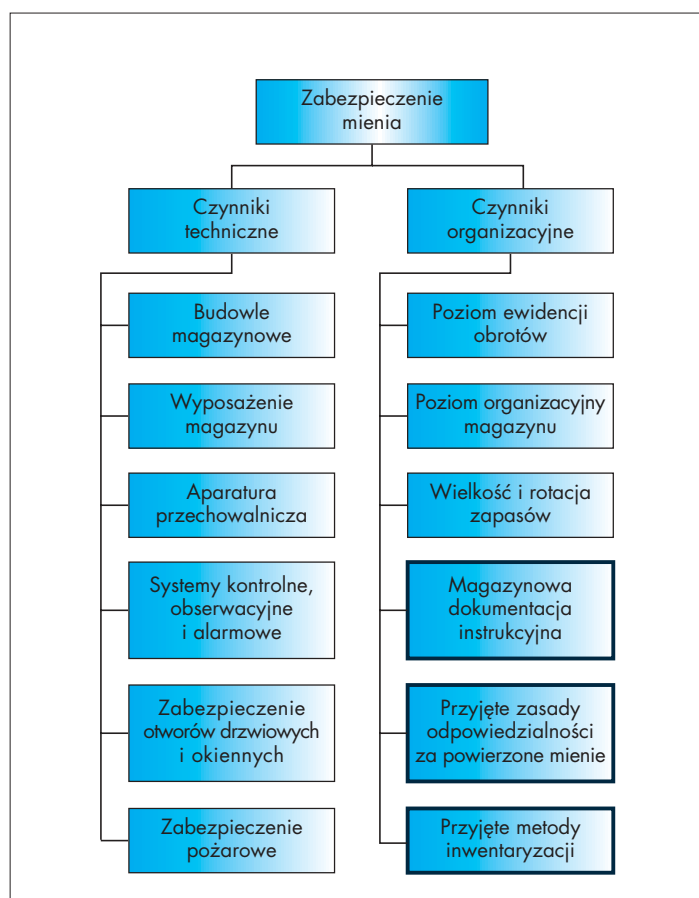 Zabezpieczenie
mienia
Czynniki
techniczne
Budowle
magazynowe
Wyposażenie
magazynu
Aparatura
przechowalnicza
Systemy kontrolne,
obserwacyjne
i alarmowe
Zabezpieczenie
otworów drzwiowych
i okiennych
Zabezpieczenie
pożarowe
Czynniki
organizacyjne
Poziom ewidencji
obrotów
Poziom organizacyjny
magazynu
Wielkość i rotacja
zapasów
Magazynowa
dokumentacja
instrukcyjna
Przyjęte zasady
odpowiedzialności
za powierzone mienie
Przyjęte metody
inwentaryzacji